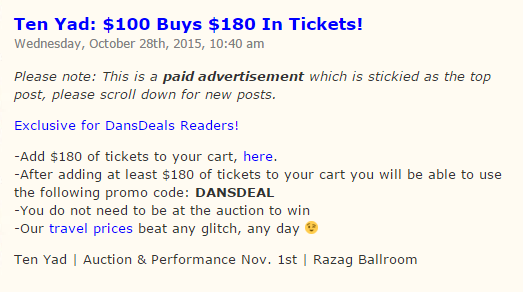 Ten Yad: $100 Buys $180 In Tickets!
Wednesday, October 28th, 2015, 10:40 am
Please note: This is a paid advertisement which is stickied as the top
post, please scroll down for new posts.
Exclusive for DansDeals Readers!
-Add $180 of tickets to your cart, here.
-After adding at least $180 of tickets to your cart you will be able to use
the following promo code: DANSDEAL
-You do not need to be at the auction to win
-Our travel prices beat any glitch, any day 😉
Ten Yad | Auction & Performance Nov. 1st | Razag Ballroom